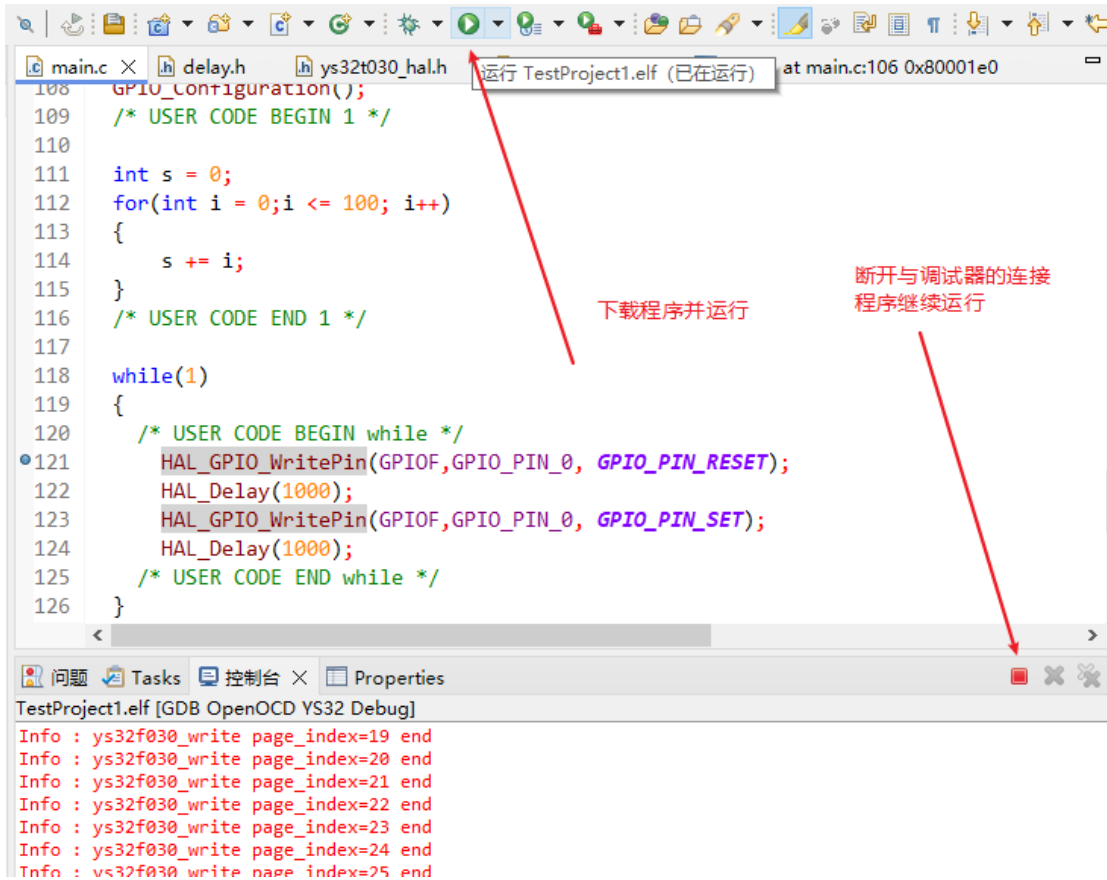 main.c
delay.h
ys32t030_hal.h
运行 TestProject1.elf (已在运行)
at main.c:106 0x80001e0
108 GPIO_Configuration();
109 /* USER CODE BEGIN 1 */
110
111 int s = 0;
112 for(int i = 0;i <= 100; i++)
113 {
114 s += i;
115 }
116 /* USER CODE END 1 */
117
118 while(1)
119 {
120 /* USER CODE BEGIN while */
121 HAL_GPIO_WritePin(GPIOF,GPIO_PIN_0, GPIO_PIN_RESET);
122 HAL_Delay(1000);
123 HAL_GPIO_WritePin(GPIOF,GPIO_PIN_0, GPIO_PIN_SET);
124 HAL_Delay(1000);
125 /* USER CODE END while */
126 }
下载程序并运行
断开与调试器的连接
程序继续运行
问题 Tasks 控制台 Properties
TestProject1.elf [GDB OpenOCD YS32 Debug]
Info : ys32f030_write page_index=19 end
Info : ys32f030_write page_index=20 end
Info : ys32f030_write page_index=21 end
Info : ys32f030_write page_index=22 end
Info : ys32f030_write page_index=23 end
Info : ys32f030_write page_index=24 end
Info : ys32f030_write page_index=25 end